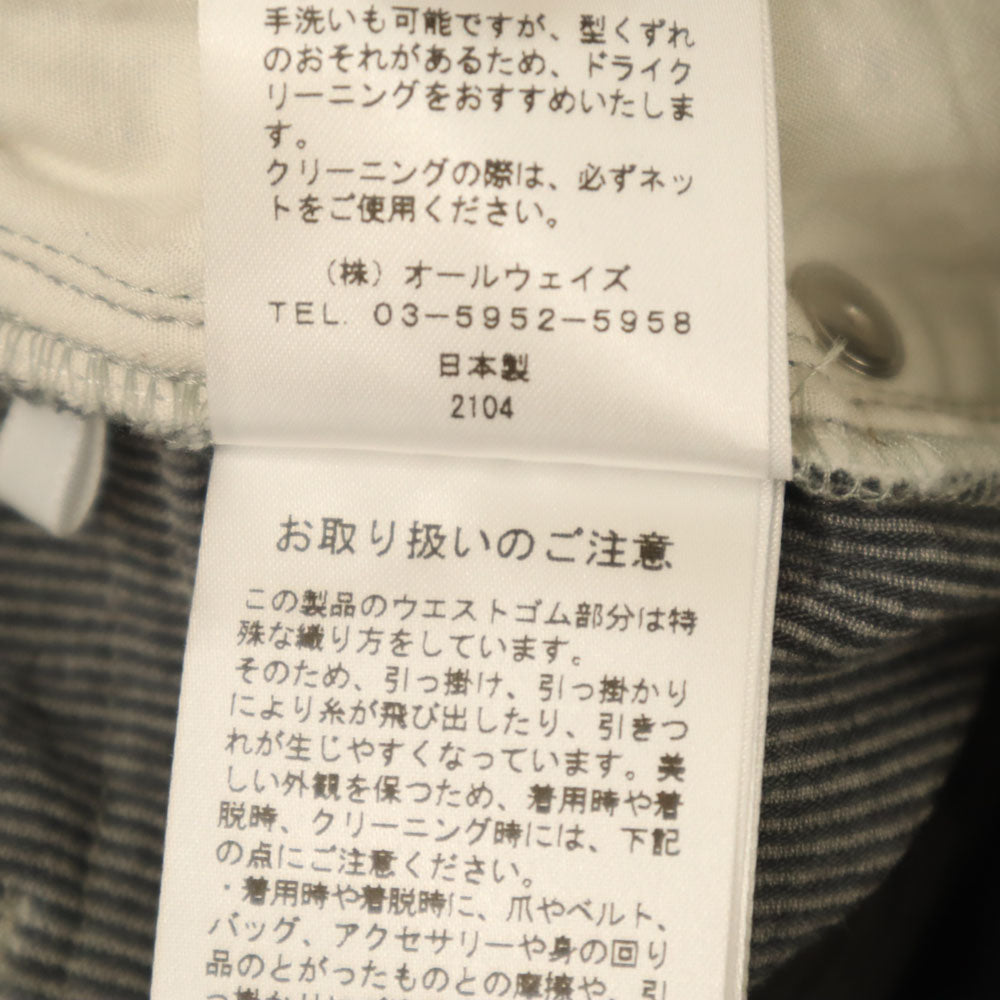 手洗いも可能ですが、型くずれ
のおそれがあるため、ドライク
リーニングをおすすめいたしま
す。
クリーニングの際は、必ずネッ
トをご使用ください。
（株）オールウェイズ
TEL. 03−5952−5958
日本製
2104
お取り扱いのご注意
この製品のウエストゴム部分は特
殊な織り方をしています。
そのため、引っ掛け、引っ掛かり
により糸が飛び出したり、引きつ
れが生じやすくなっています。美
しい外観を保つため、着用時や着
脱時、クリーニング時には、下記
の点にご注意ください。
・着用時や着脱時に、爪やベルト、
バッグ、アクセサリーや身の回り
品のとがったものとの摩擦や、引